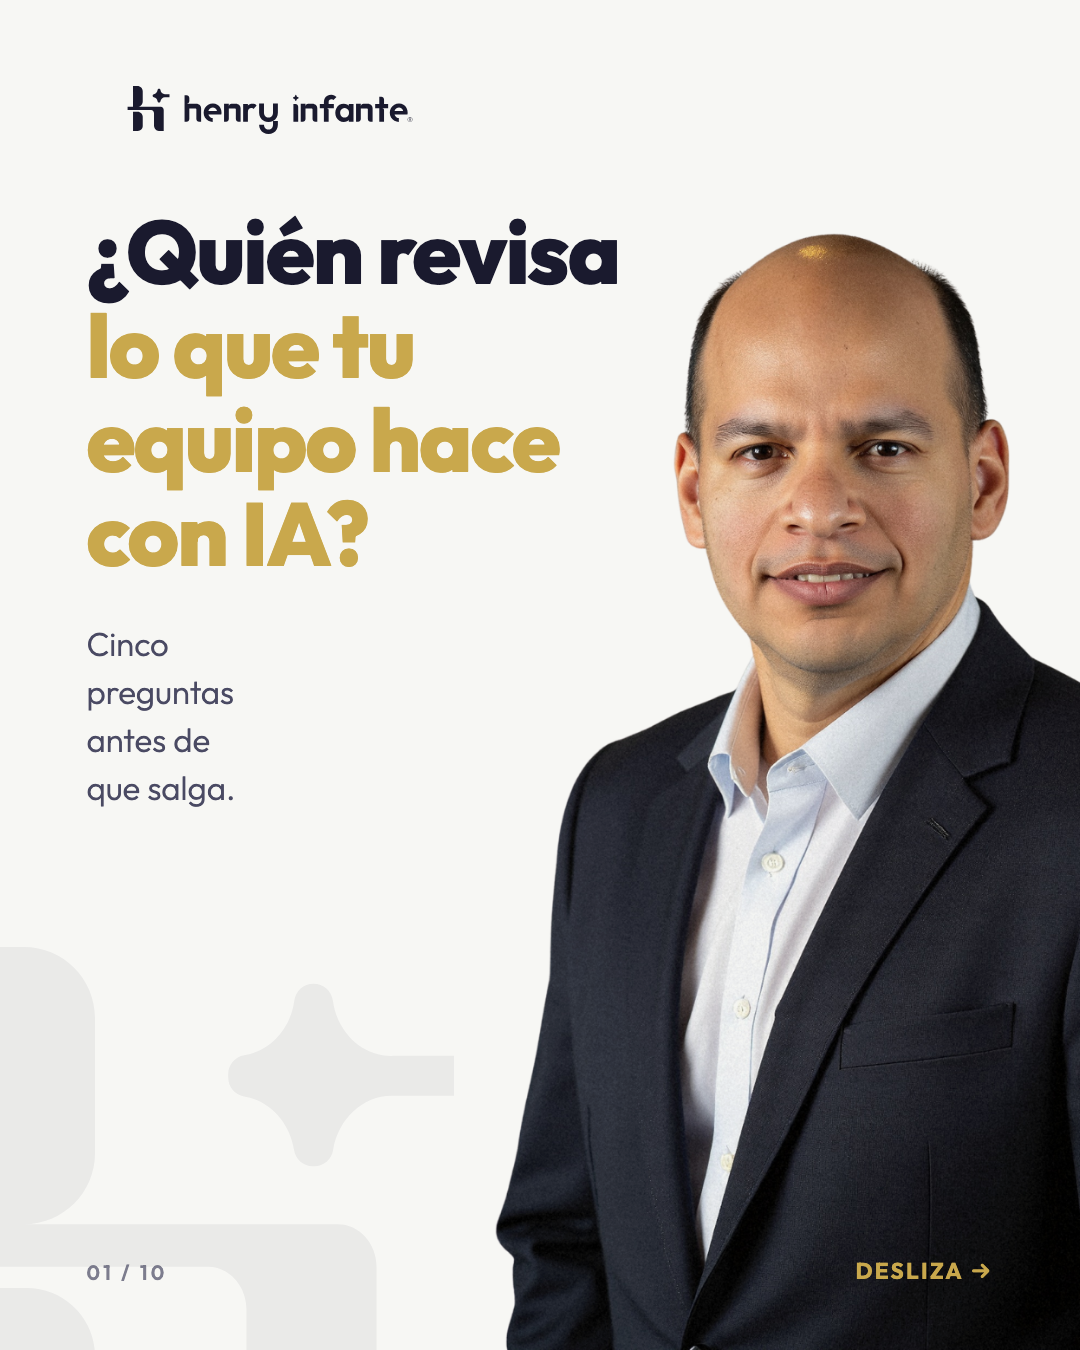 henry infante®
¿Quién revisa
lo que tu
equipo hace
con IA?
Cinco
preguntas
antes de
que salga.
01 / 10
DESLIZA →